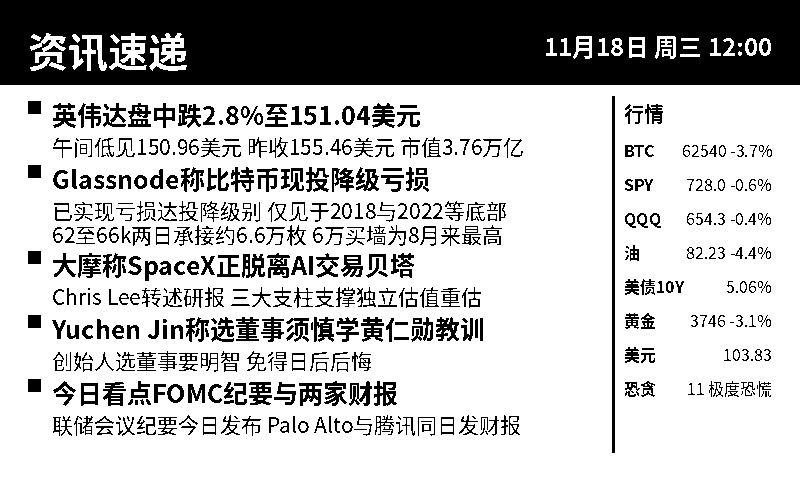 资讯速递
11月18日 周三 12:00
英伟达盘中跌2.8%至151.04美元
午间低见150.96美元 昨收155.46美元 市值3.76万亿
Glassnode称比特币现投降级亏损
已实现亏损达投降级别 仅见于2018与2022等底部
62至66k两日承接约6.6万枚 6万买墙为8月来最高
大摩称SpaceX正脱离AI交易贝塔
Chris Lee转述研报 三大支柱支撑独立估值重估
Yuchen Jin称选董事须慎学黄仁勋教训
创始人选董事要明智 免得日后后悔
今日看点FOMC纪要与两家财报
联储会议纪要今日发布 Palo Alto与腾讯同日发财报
行情
BTC 62540 -3.7%
SPY 728.0 -0.6%
QQQ 654.3 -0.4%
油 82.23 -4.4%
美债10Y 5.06%
黄金 3746 -3.1%
美元 103.83
恐贪 11 极度恐慌